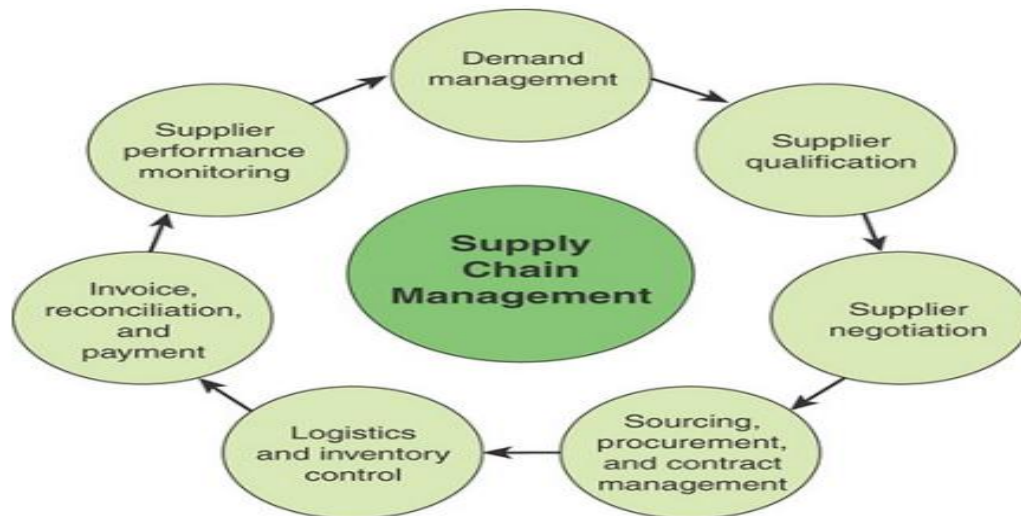 Demand
management
Supplier
qualification
Supplier
negotiation
Sourcing,
procurement,
and contract
management
Logistics
and inventory
control
Invoice,
reconciliation,
and
payment
Supplier
performance
monitoring
Supply
Chain
Management